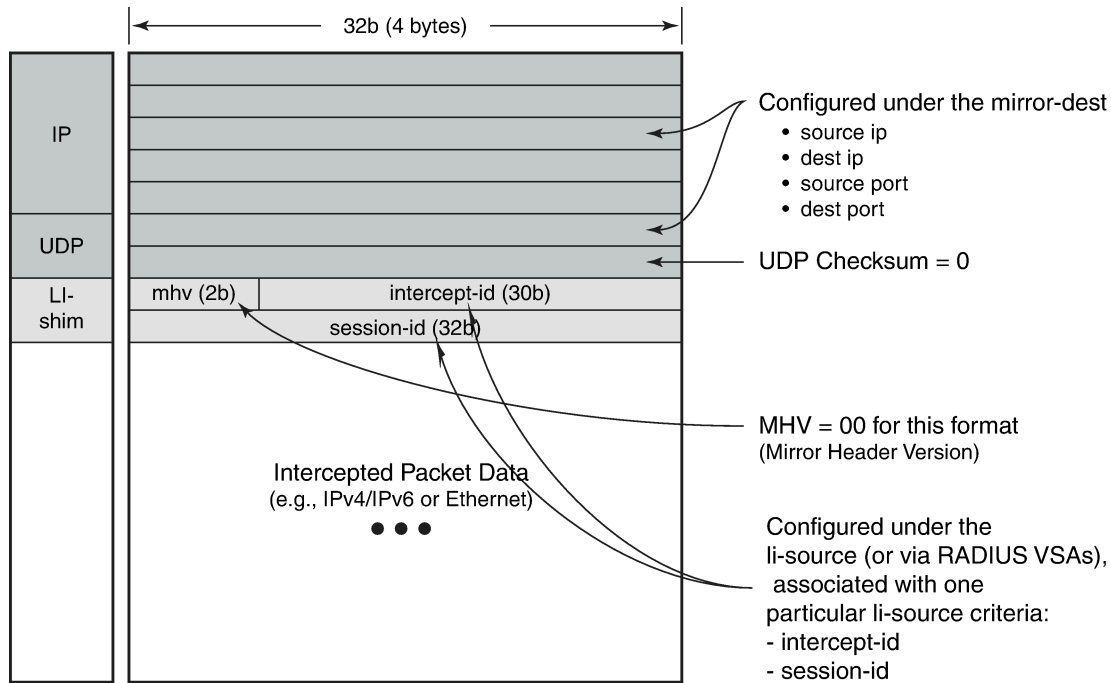 32b (4 bytes)
IP
UDP
LI-
shim
mhv (2b)
intercept-id (30b)
session-id (32b)
Intercepted Packet Data
(e.g., IPv4/IPv6 or Ethernet)
Configured under the mirror-dest
• source ip
• dest ip
• source port
• dest port
UDP Checksum = 0
MHV = 00 for this format
(Mirror Header Version)
Configured under the
li-source (or via RADIUS VSAs),
associated with one
particular li-source criteria:
- intercept-id
- session-id